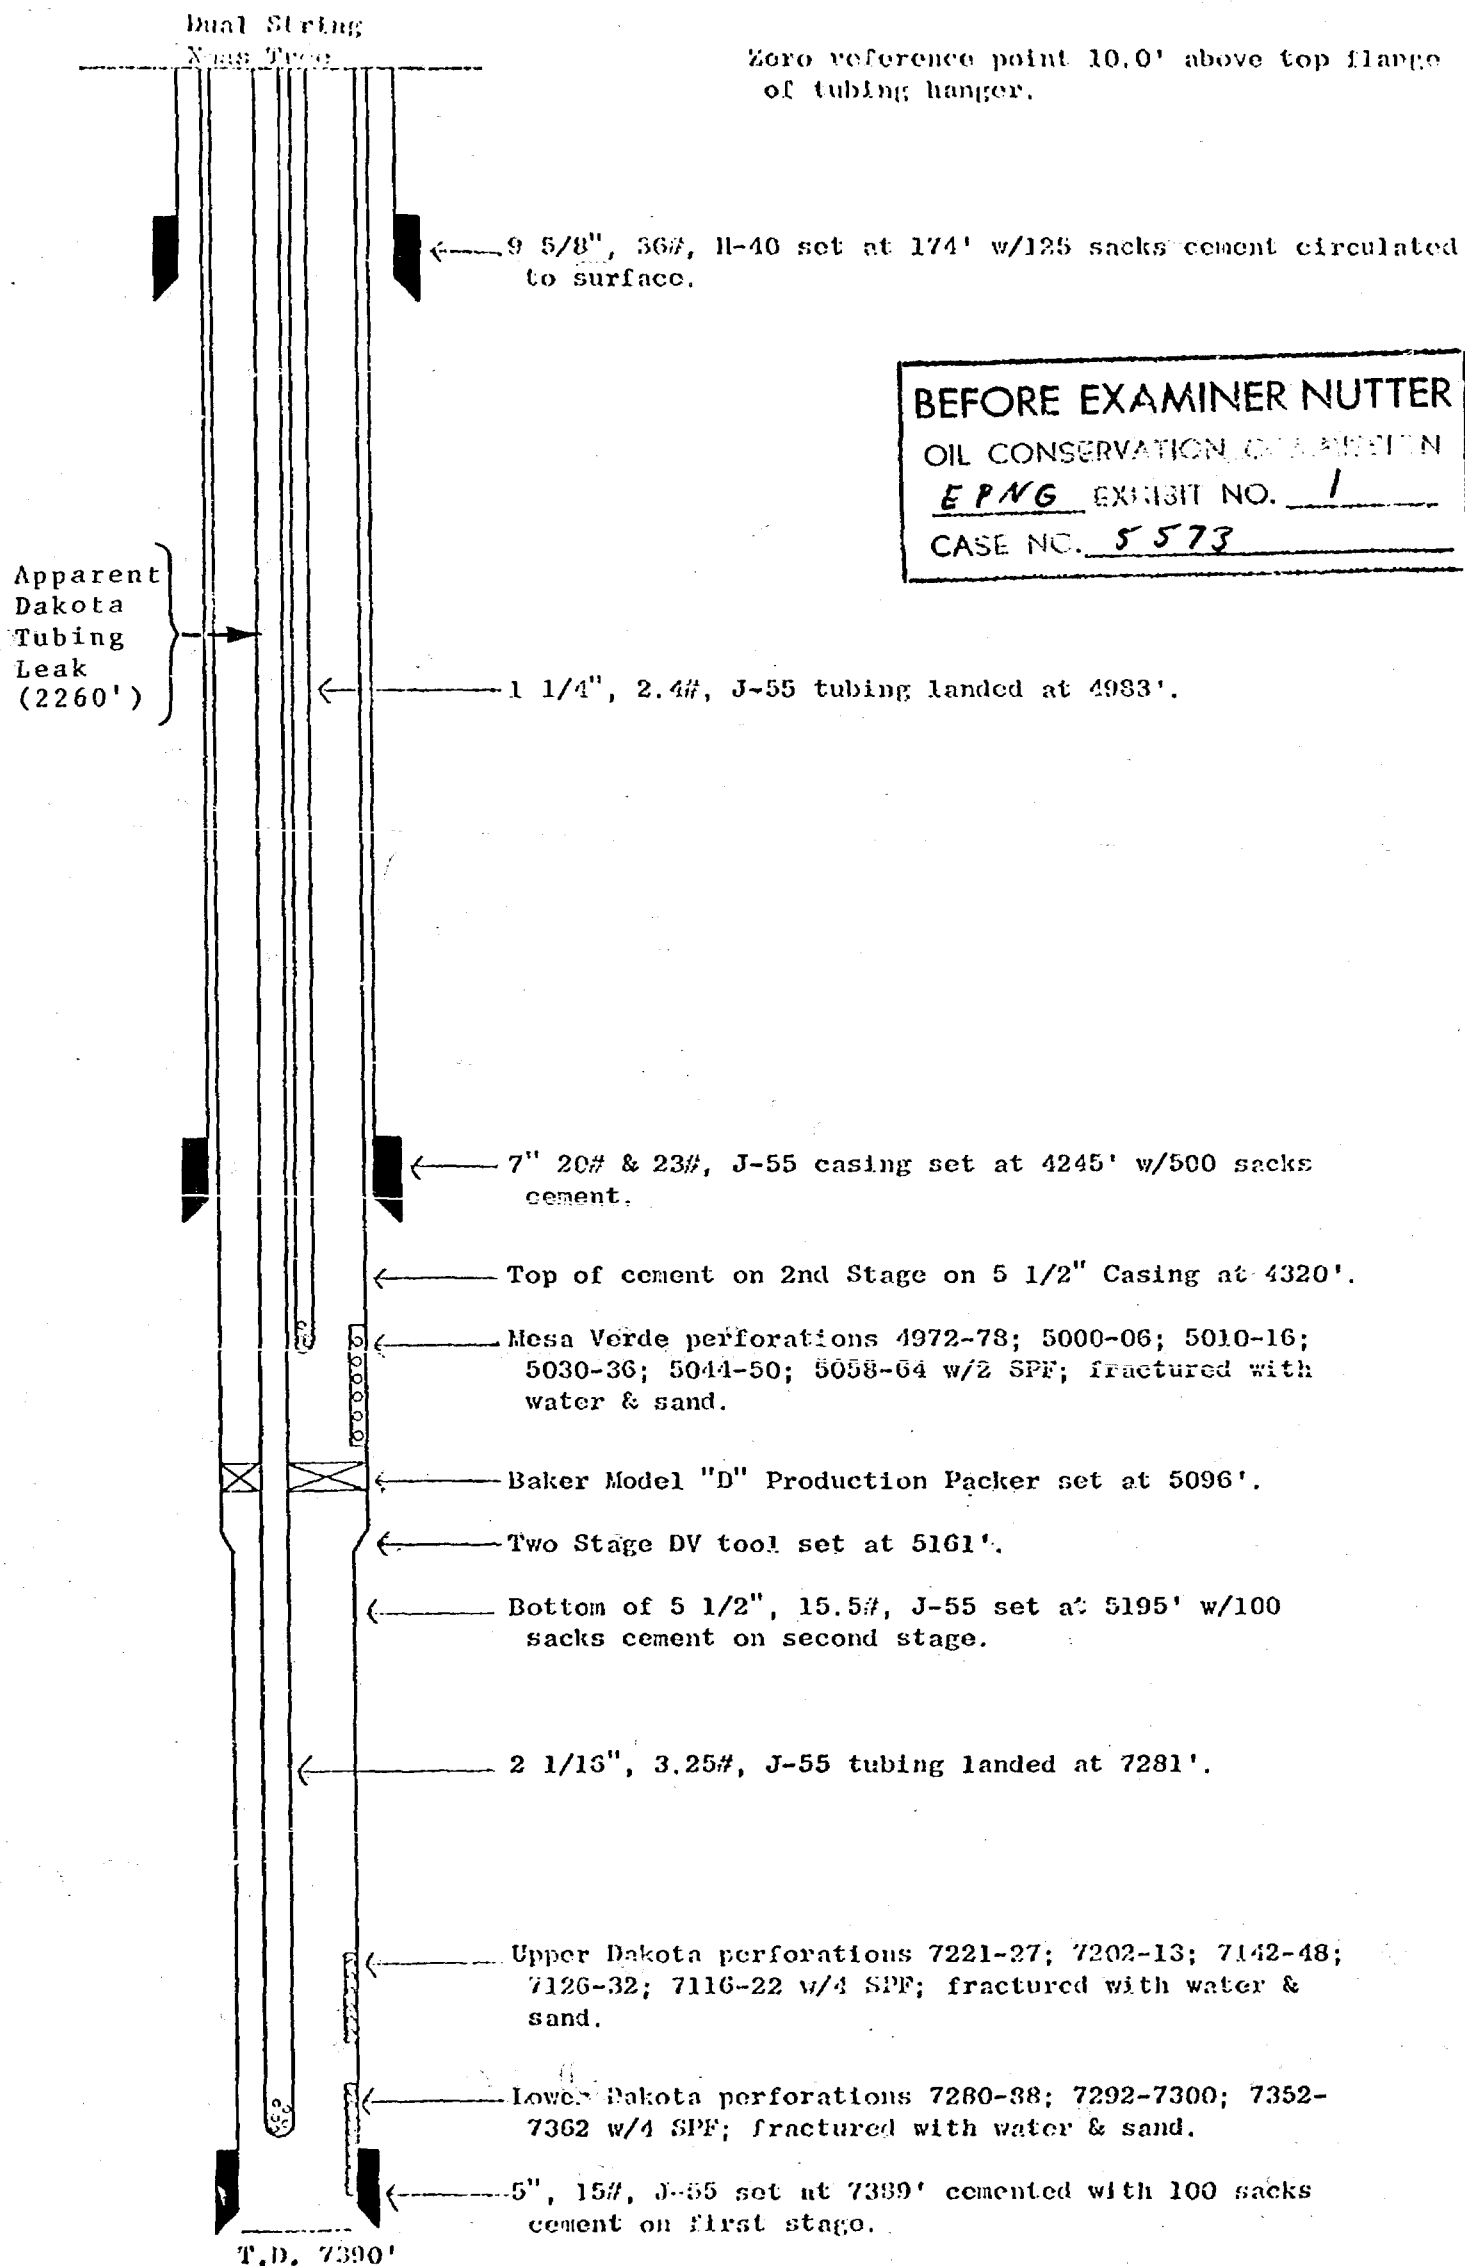 Dual String
Xmas Tree
Zero reference point 10.0' above top flange
of tubing hanger.
9 5/8", 36#, H-40 set at 174' w/125 sacks cement circulated
to surface.
BEFORE EXAMINER NUTTER
OIL CONSERVATION COMMISSION
EPNG EXHIBIT NO. 1
CASE NO. 5573
Apparent
Dakota
Tubing
Leak
(2260')
1 1/4", 2.4#, J-55 tubing landed at 4983'.
7" 20# & 23#, J-55 casing set at 4245' w/500 sacks
cement.
Top of cement on 2nd Stage on 5 1/2" Casing at 4320'.
Mesa Verde perforations 4972-78; 5000-06; 5010-16;
5030-36; 5044-50; 5058-64 w/2 SPF; fractured with
water & sand.
Baker Model "D" Production Packer set at 5096'.
Two Stage DV tool set at 5161'.
Bottom of 5 1/2", 15.5#, J-55 set at 5195' w/100
sacks cement on second stage.
2 1/16", 3.25#, J-55 tubing landed at 7281'.
Upper Dakota perforations 7221-27; 7202-13; 7142-48;
7126-32; 7116-22 w/4 SPF; fractured with water &
sand.
Lower Dakota perforations 7280-88; 7292-7300; 7352-
7362 w/4 SPF; fractured with water & sand.
5", 15#, J-55 set at 7389' cemented with 100 sacks
cement on first stage.
T.D. 7390'